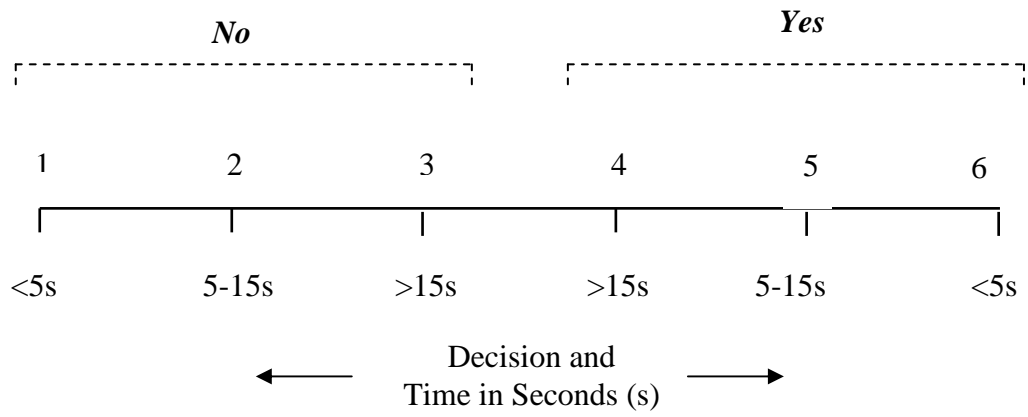 No Yes
1 2 3 4 5 6
<5s 5-15s >15s >15s 5-15s <5s
Decision and
Time in Seconds (s)